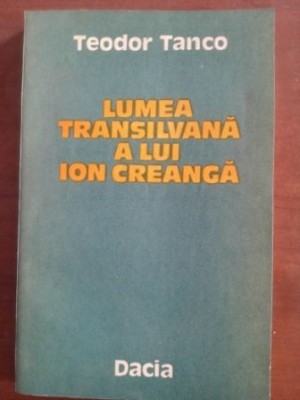 Teodor Tanco
LUMEA
TRANSILVANĂ
A LUI
ION CREANGĂ
Dacia